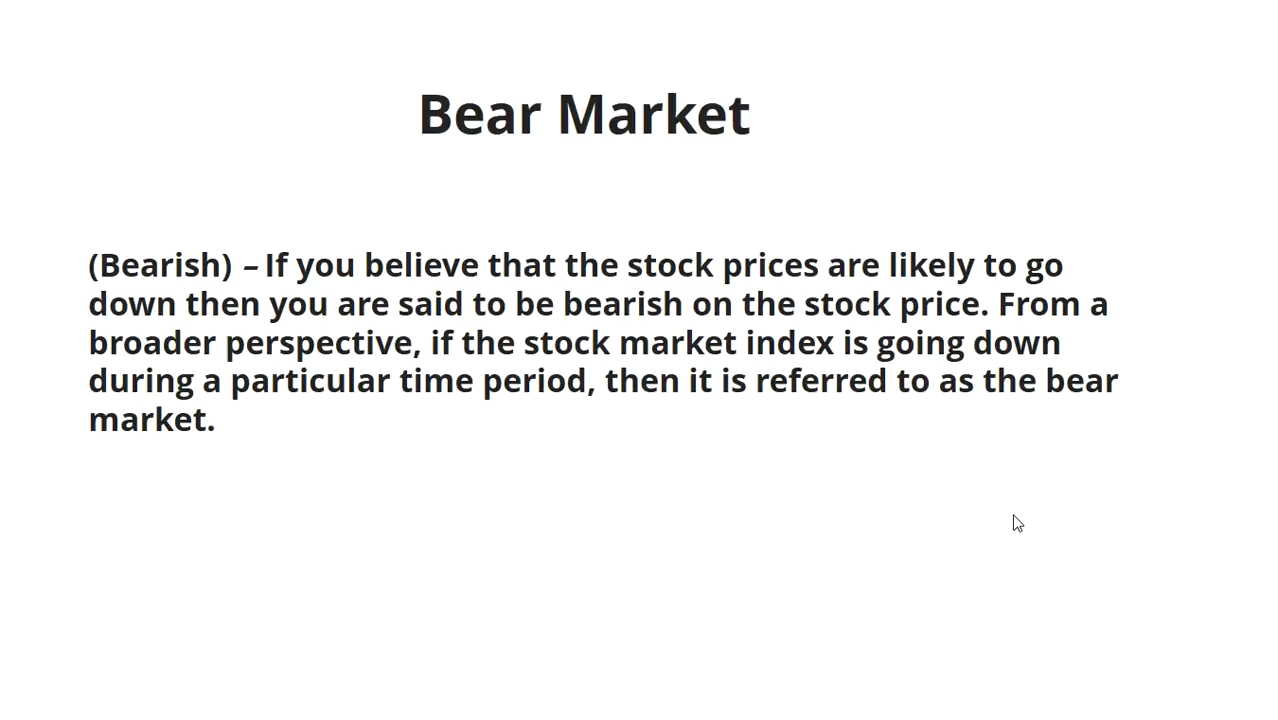 Bear Market
(Bearish) – If you believe that the stock prices are likely to go
down then you are said to be bearish on the stock price. From a
broader perspective, if the stock market index is going down
during a particular time period, then it is referred to as the bear
market.